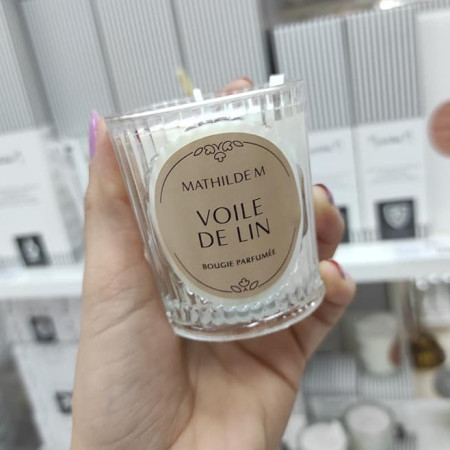 MATHILDE M
VOILE
DE LIN
BOUGIE PARFUMÉE